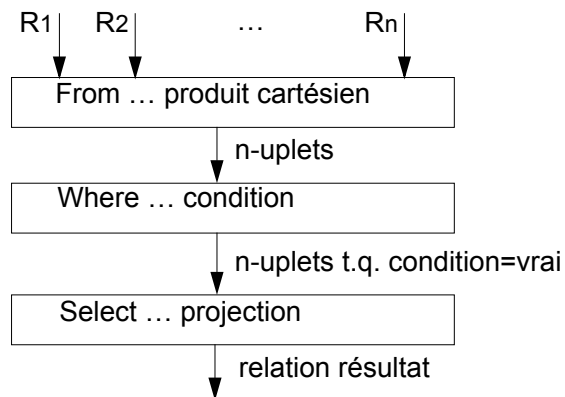 R1 R2 … Rn
From … produit cartésien
n-uplets
Where … condition
n-uplets t.q. condition=vrai
Select … projection
relation résultat